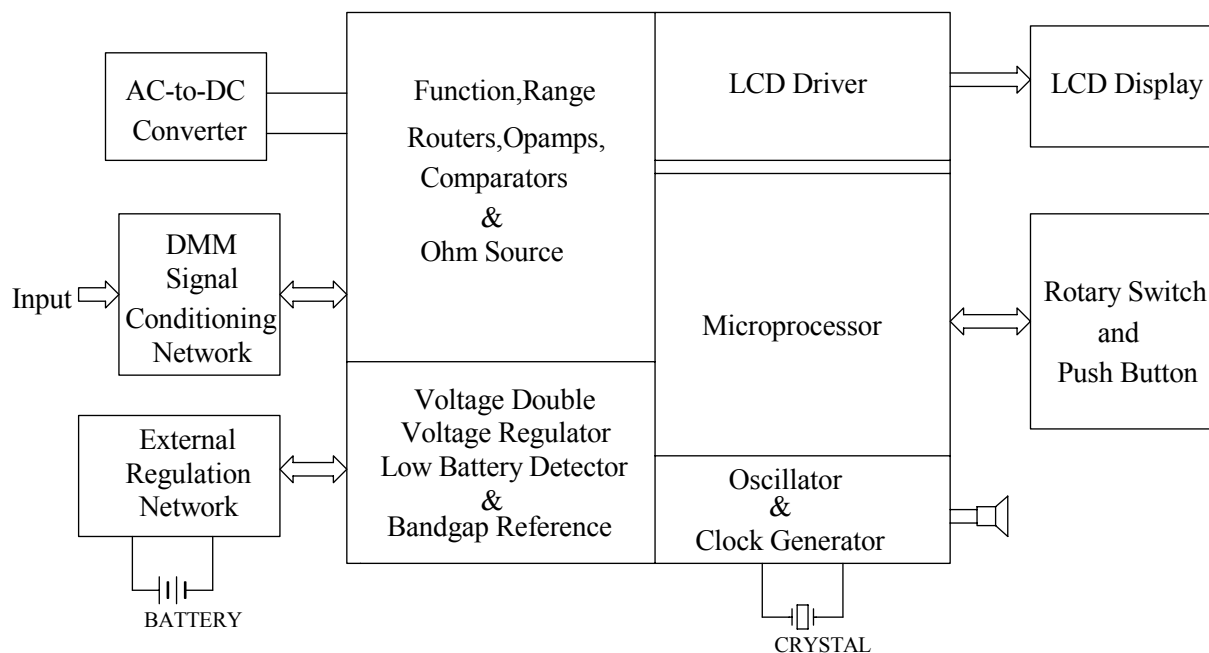 AC-to-DC
Converter
Function,Range
Routers,Opamps,
Comparators
&
Ohm Source
LCD Driver
LCD Display
Input
DMM
Signal
Conditioning
Network
Microprocessor
Rotary Switch
and
Push Button
External
Regulation
Network
BATTERY
Voltage Double
Voltage Regulator
Low Battery Detector
&
Bandgap Reference
Oscillator
&
Clock Generator
CRYSTAL